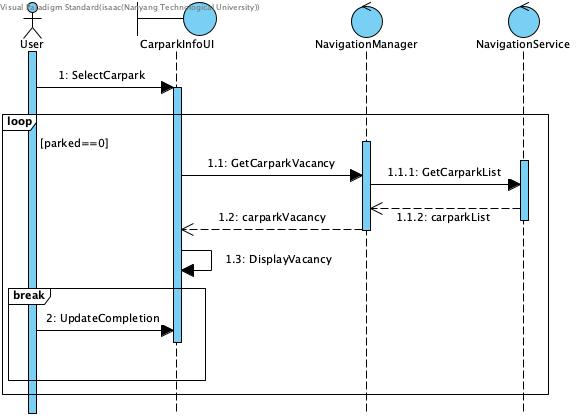 Visual Paradigm Standard(isaac(Nanyang Technological University))
User
CarparkInfoUI
NavigationManager
NavigationService
1: SelectCarpark
loop
[parked==0]
1.1: GetCarparkVacancy
1.1.1: GetCarparkList
1.2: carparkVacancy
1.1.2: carparkList
1.3: DisplayVacancy
break
2: UpdateCompletion